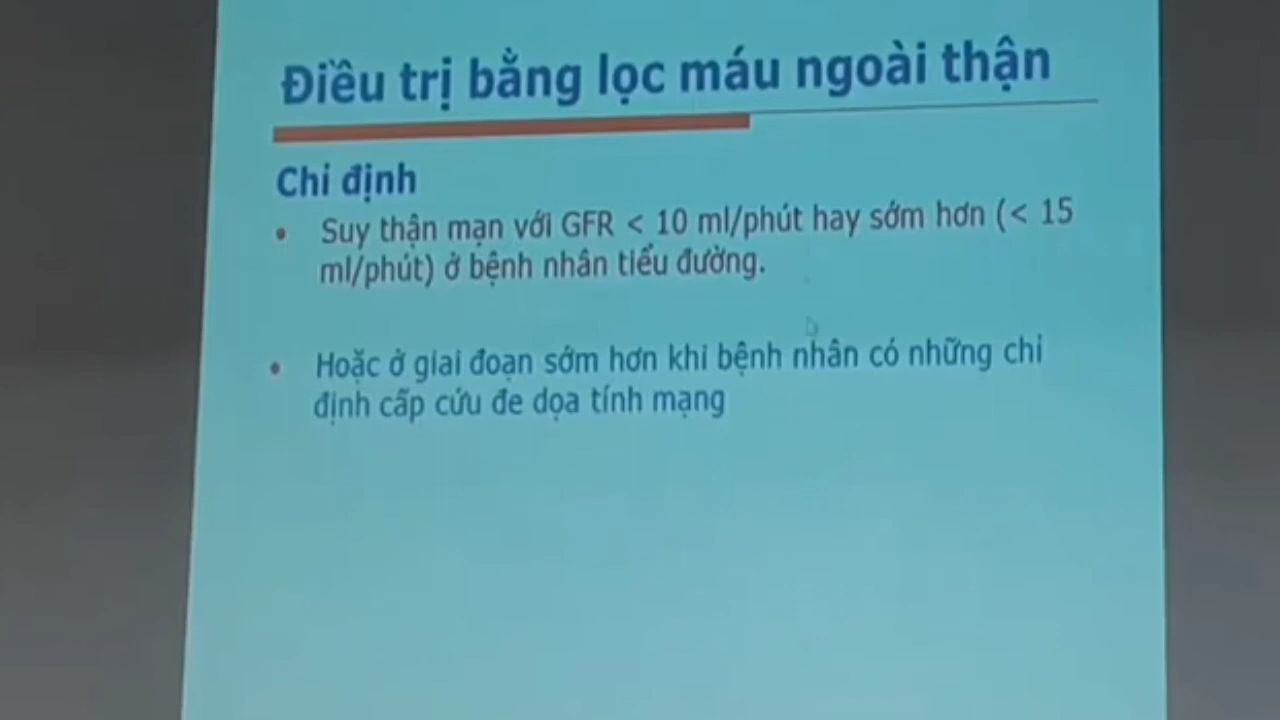 Điều trị bằng lọc máu ngoài thận
Chỉ định
• Suy thận mạn với GFR < 10 ml/phút hay sớm hơn (< 15
ml/phút) ở bệnh nhân tiểu đường.
• Hoặc ở giai đoạn sớm hơn khi bệnh nhân có những chỉ
định cấp cứu đe dọa tính mạng